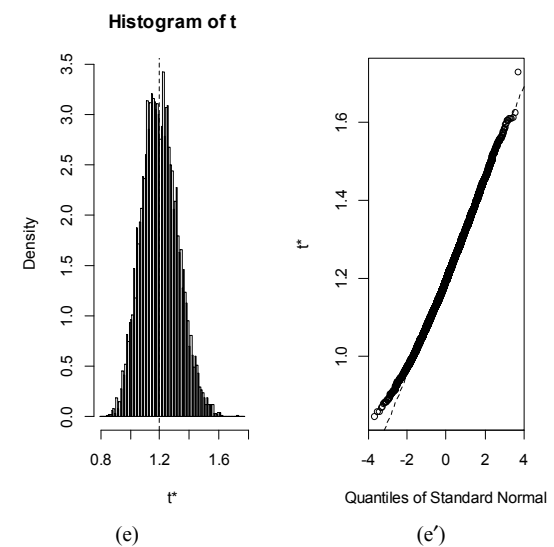 Histogram of t
Density
0.0 0.5 1.0 1.5 2.0 2.5 3.0 3.5
0.8 1.2 1.6
t*
(e)
t*
1.0 1.2 1.4 1.6
-4 -2 0 2 4
Quantiles of Standard Normal
(e′)